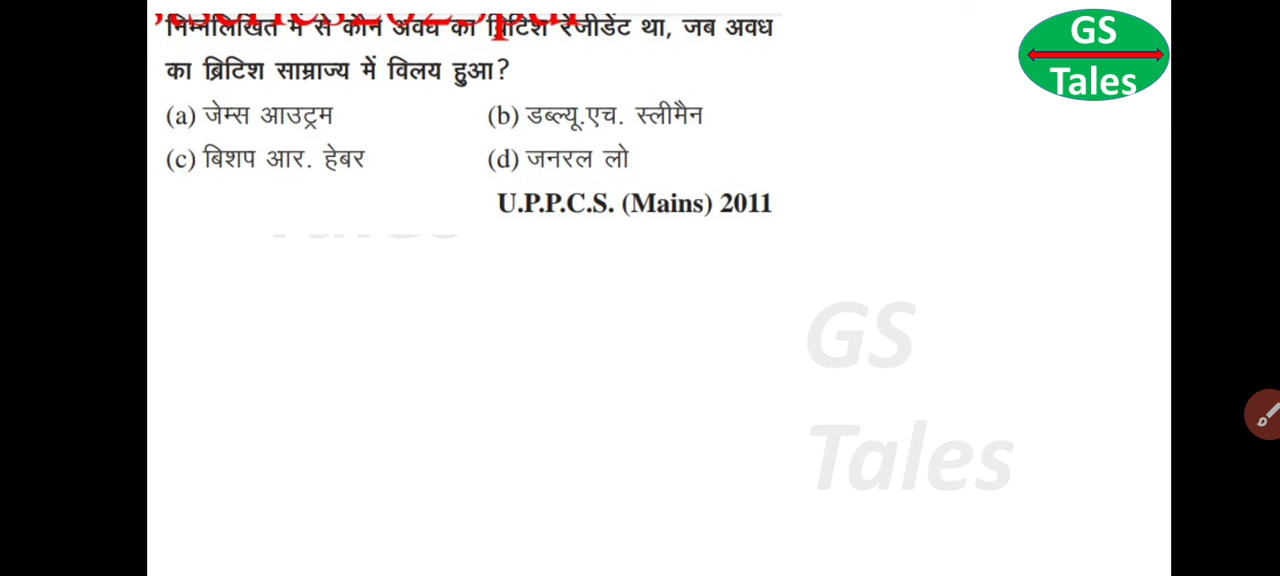 निम्नलिखित में से कौन अवध का ब्रिटिश रेजीडेंट था, जब अवध
का ब्रिटिश साम्राज्य में विलय हुआ?
(a) जेम्स आउट्रम (b) डब्ल्यू.एच. स्लीमैन
(c) बिशप आर. हेबर (d) जनरल लो
U.P.P.C.S. (Mains) 2011
GS
Tales
GS
Tales